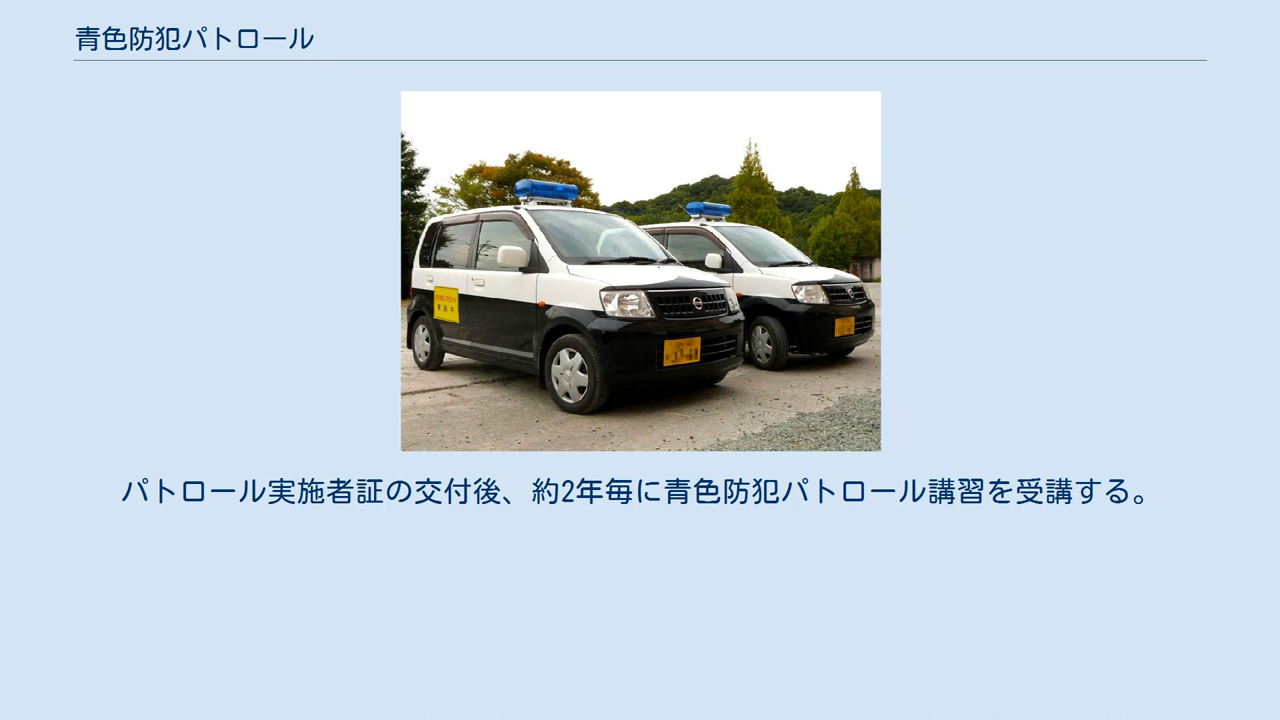 青色防犯パトロール
パトロール実施者証の交付後、約2年毎に青色防犯パトロール講習を受講する。